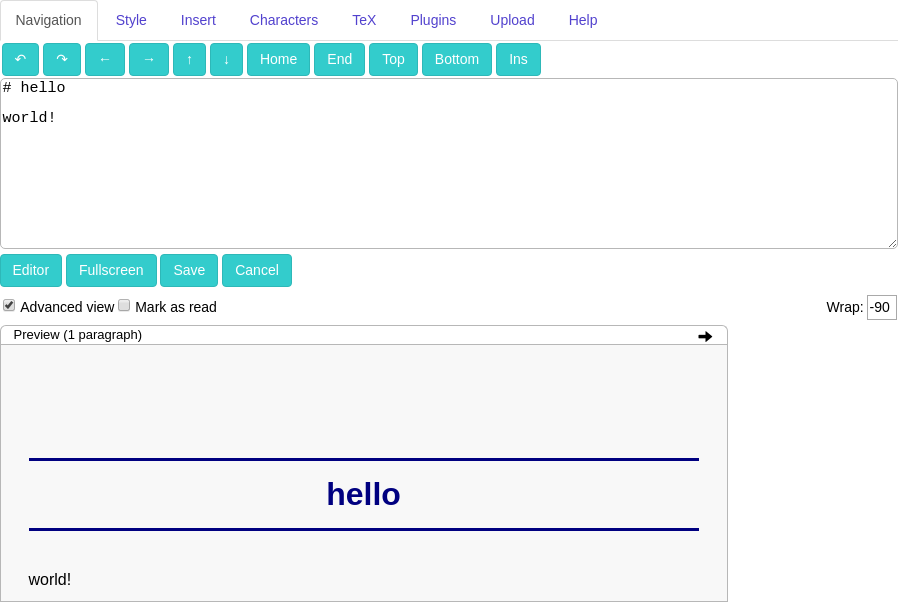 Navigation Style Insert Characters TeX Plugins Upload Help
↶ ↷ ← → ↑ ↓ Home End Top Bottom Ins
# hello
world!
Editor Fullscreen Save Cancel
Advanced view Mark as read Wrap: -90
Preview (1 paragraph)
hello
world!